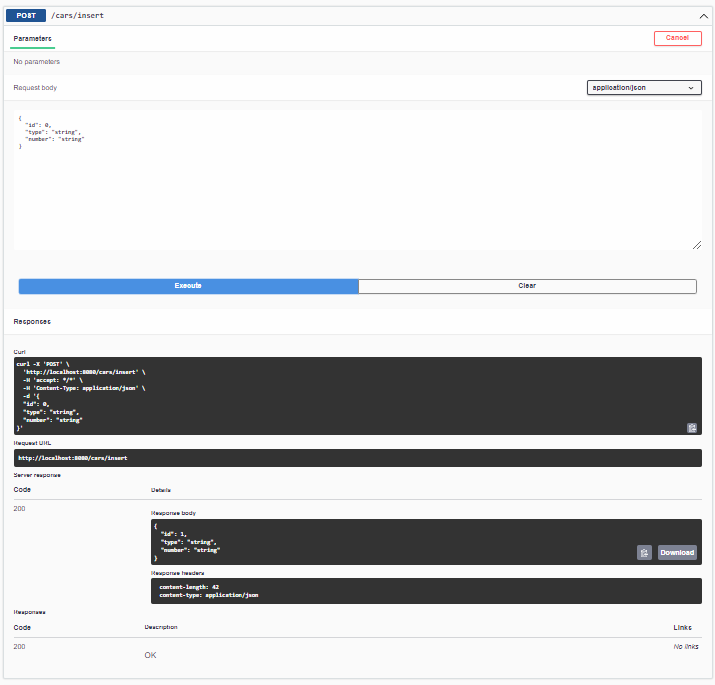 POST /cars/insert
Parameters
Cancel
No parameters
Request body
application/json
{
"id": 0,
"type": "string",
"number": "string"
}
Execute
Clear
Responses
Curl
curl -X 'POST' \
'http://localhost:8080/cars/insert' \
-H 'accept: */*' \
-H 'Content-Type: application/json' \
-d '{
"id": 0,
"type": "string",
"number": "string"
}'
Request URL
http://localhost:8080/cars/insert
Server response
Code Details
200
Response body
{
"id": 1,
"type": "string",
"number": "string"
}
Download
Response headers
content-length: 42
content-type: application/json
Responses
Code Description Links
200 No links
OK